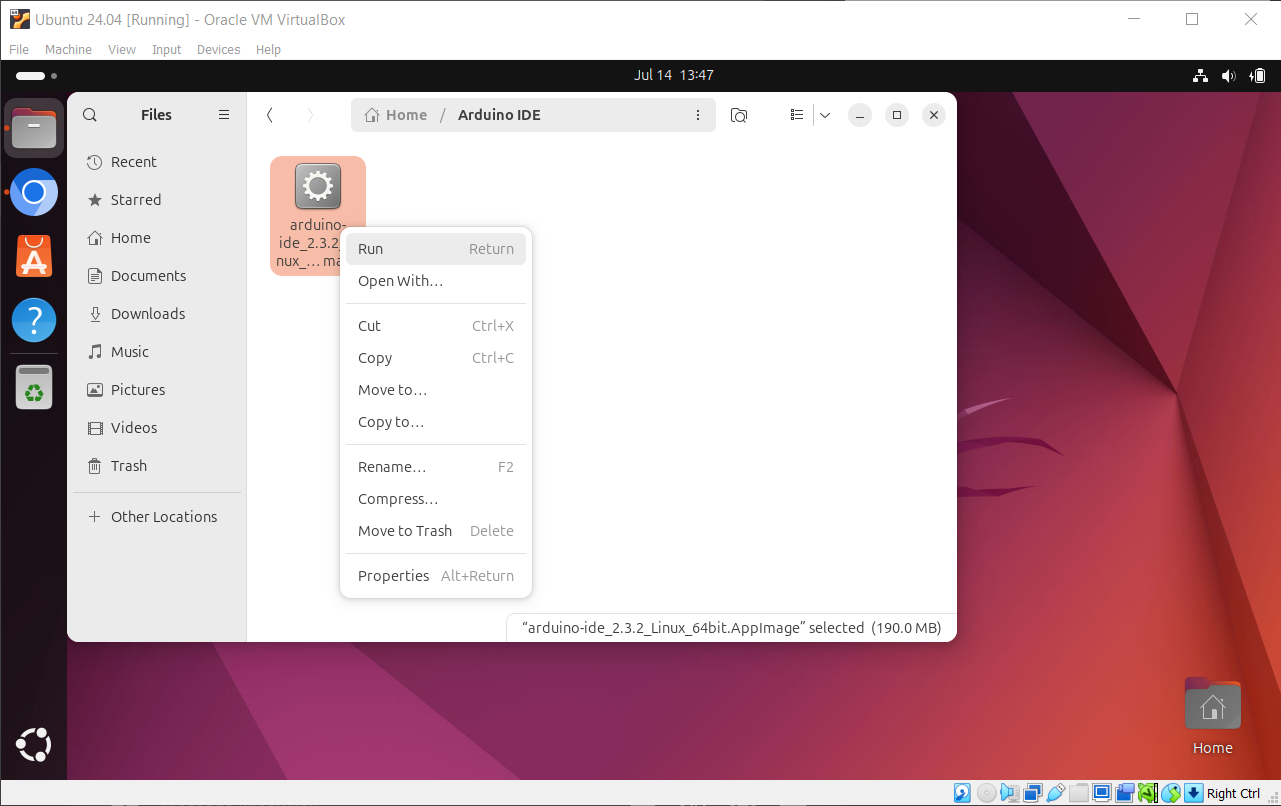 Ubuntu 24.04 [Running] - Oracle VM VirtualBox
File Machine View Input Devices Help
Jul 14 13:47
Files
Home / Arduino IDE
Recent
Starred
Home
Documents
Downloads
Music
Pictures
Videos
Trash
Other Locations
arduino-
ide_2.3.2_
nux_… ma
Run Return
Open With…
Cut Ctrl+X
Copy Ctrl+C
Move to…
Copy to…
Rename… F2
Compress…
Move to Trash Delete
Properties Alt+Return
“arduino-ide_2.3.2_Linux_64bit.AppImage” selected (190.0 MB)
Home
Right Ctrl